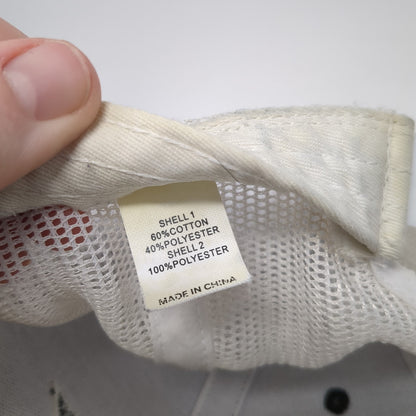 SHELL 1
60%COTTON
40%POLYESTER
SHELL 2
100%POLYESTER
MADE IN CHINA